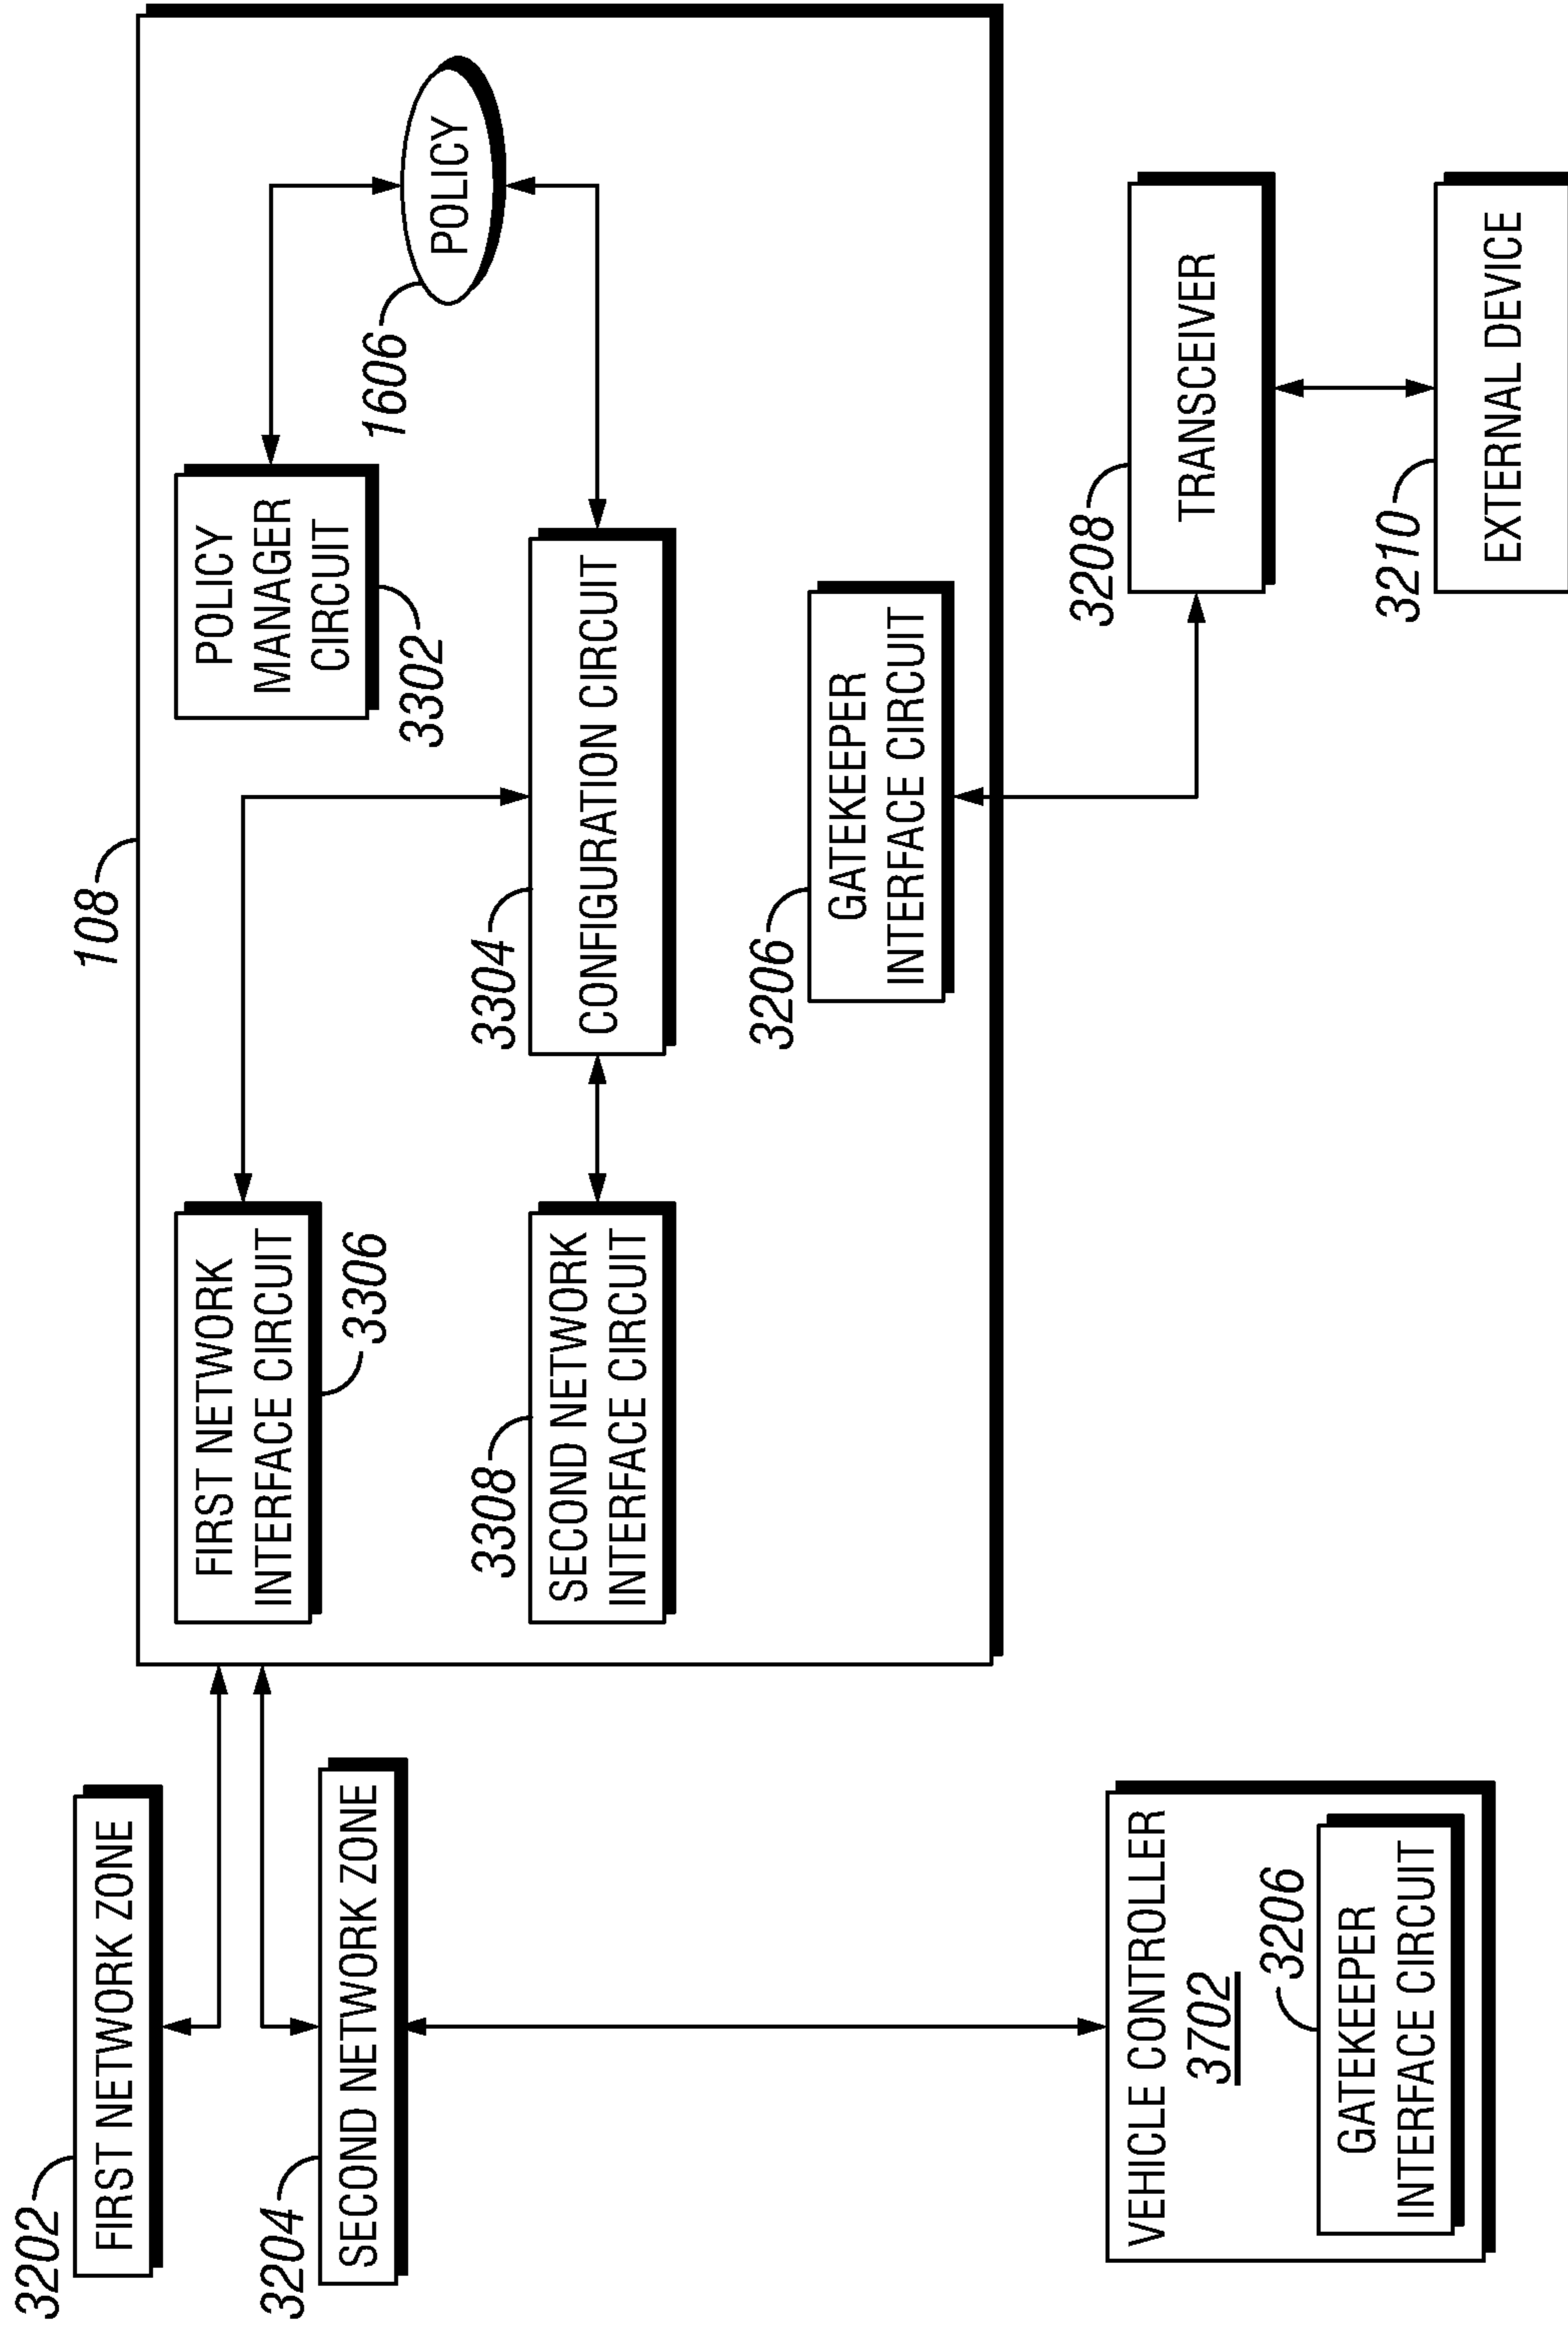 3202
FIRST NETWORK ZONE
3204
SECOND NETWORK ZONE
VEHICLE CONTROLLER
3702
3206
GATEKEEPER
INTERFACE CIRCUIT
108
FIRST NETWORK
INTERFACE CIRCUIT
3306
POLICY
MANAGER
CIRCUIT
3302
1606
POLICY
3308
SECOND NETWORK
INTERFACE CIRCUIT
3304
CONFIGURATION CIRCUIT
3206
GATEKEEPER
INTERFACE CIRCUIT
3208
TRANSCEIVER
3210
EXTERNAL DEVICE